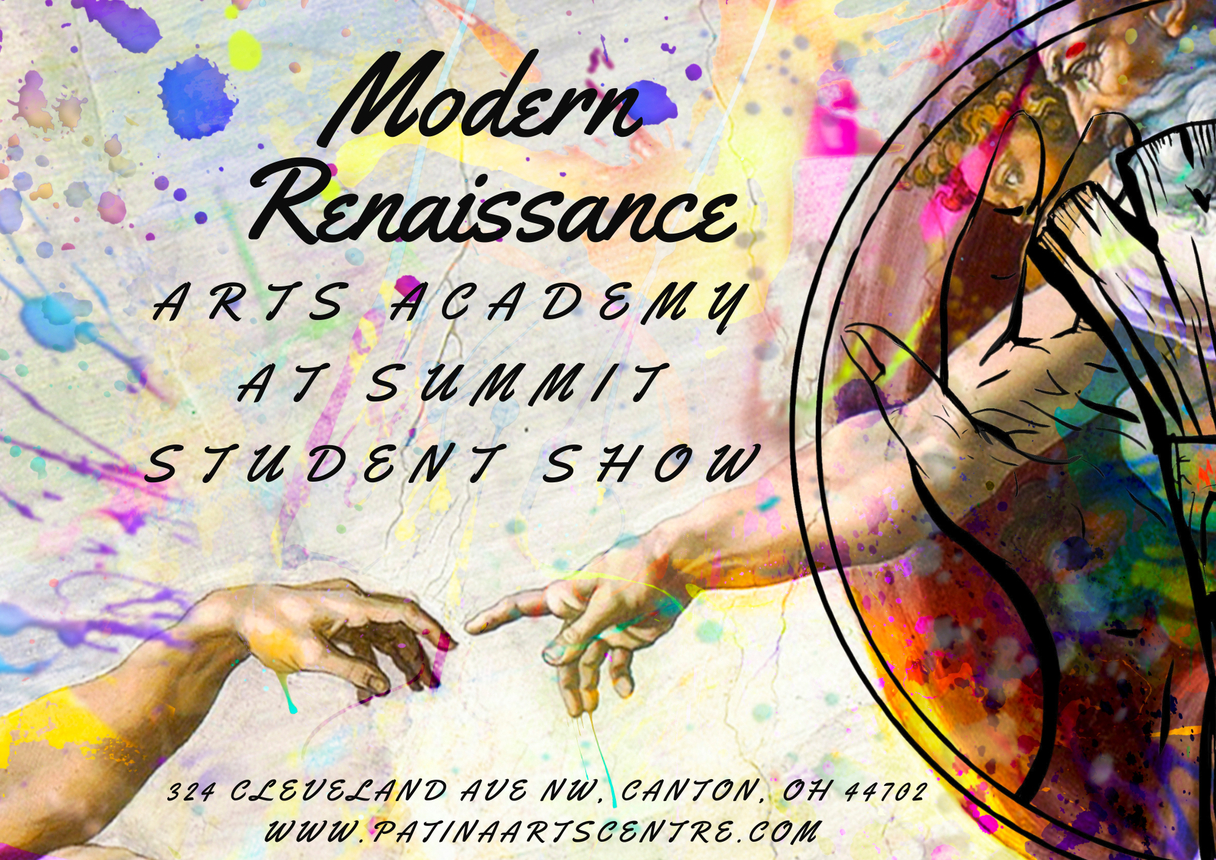 Modern
Renaissance
ARTS ACADEMY
AT SUMMIT
STUDENT SHOW
324 CLEVELAND AVE NW, CANTON, OH 44702
WWW.PATINAARTSCENTRE.COM